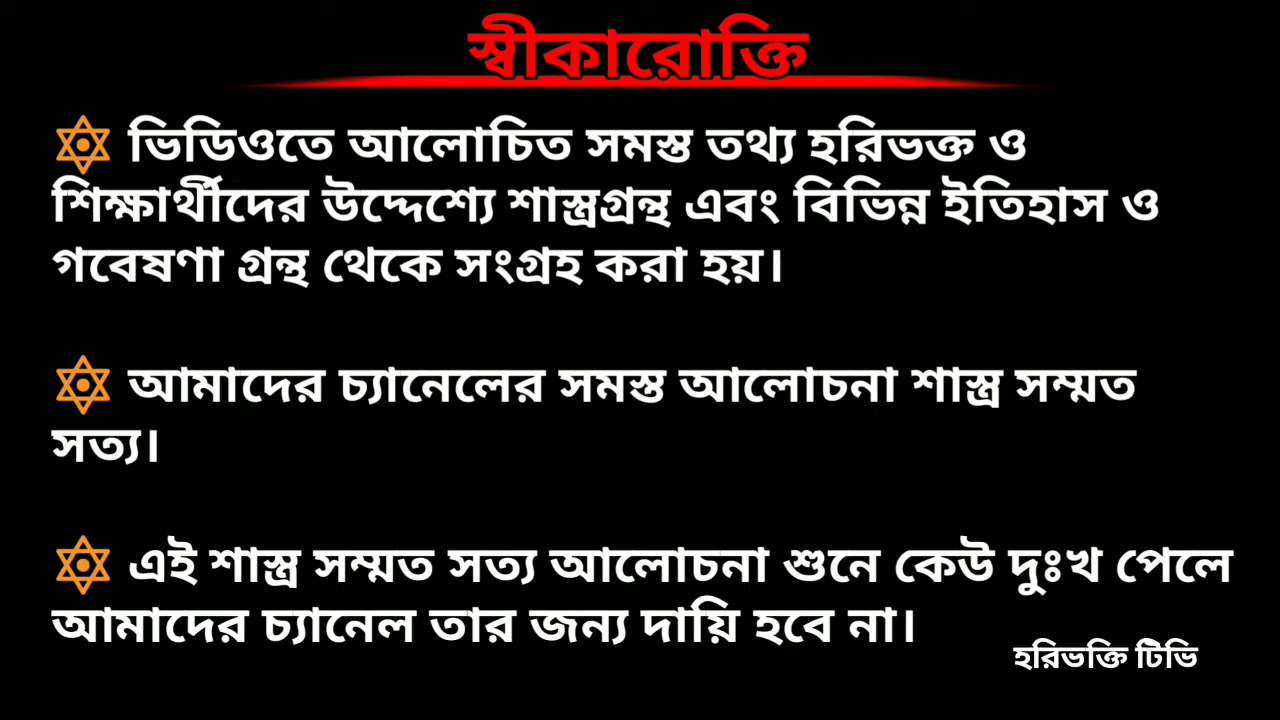 স্বীকারোক্তি
ভিডিওতে আলোচিত সমস্ত তথ্য হরিভক্ত ও
শিক্ষার্থীদের উদ্দেশ্যে শাস্ত্রগ্রন্থ এবং বিভিন্ন ইতিহাস ও
গবেষণা গ্রন্থ থেকে সংগ্রহ করা হয়।
আমাদের চ্যানেলের সমস্ত আলোচনা শাস্ত্র সম্মত
সত্য।
এই শাস্ত্র সম্মত সত্য আলোচনা শুনে কেউ দুঃখ পেলে
আমাদের চ্যানেল তার জন্য দায়ি হবে না।
হরিভক্তি টিভি